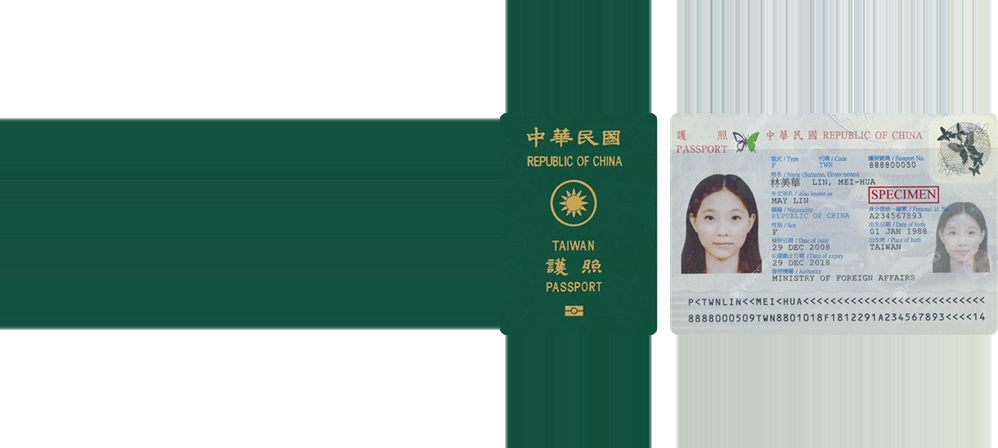 中華民國
REPUBLIC OF CHINA
TAIWAN
護照
PASSPORT
護 照 中華民國 REPUBLIC OF CHINA
PASSPORT
型式 / Type 代碼 / Code 護照號碼 / Passport No.
P TWN 888800050
姓名 / Name (Surname, Given names)
林美華 LIN, MEI-HUA
SPECIMEN
外文別名 / Also known as
MAY LIN
國籍 / Nationality 身分證統一編號 / Personal Id. No.
REPUBLIC OF CHINA A234567893
性別 / Sex 出生日期 / Date of birth
F 01 JAN 1988
發照日期 / Date of issue 出生地 / Place of birth
29 DEC 2008 TAIWAN
效期截止日期 / Date of expiry
29 DEC 2018
發照機關 / Authority
MINISTRY OF FOREIGN AFFAIRS
P<TWNLIN<<MEI<HUA<<<<<<<<<<<<<<<<<<<<<<<<<<<
8888000509TWN8801018F1812291A234567893<<<<14